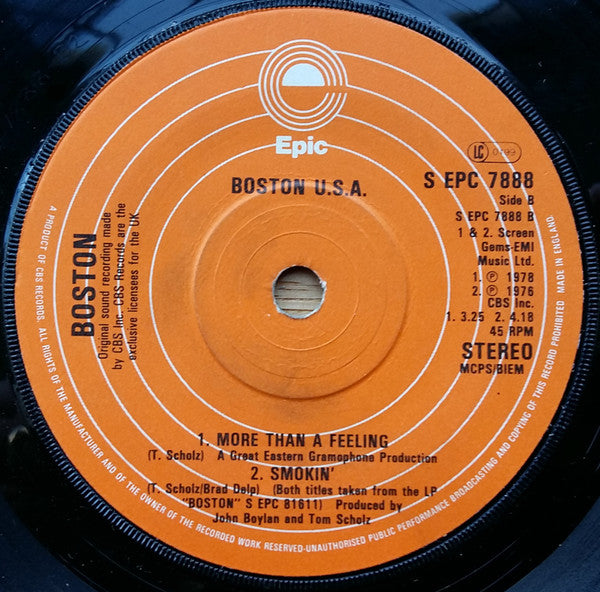 Epic
LC 0199
BOSTON U.S.A.
S EPC 7888
Side B
S EPC 7888 B
1 & 2. Screen
Gems-EMI
Music Ltd.
1. ℗ 1978
2. ℗ 1976
CBS Inc.
1. 3.25 2. 4.18
45 RPM
STEREO
MCPS/BIEM
BOSTON
Original sound recording made
by CBS Inc. CBS Records are the
exclusive licensees for the UK
1. MORE THAN A FEELING
(T. Scholz) A Great Eastern Gramophone Production
2. SMOKIN'
(T. Scholz/Brad Delp) (Both titles taken from the LP
"BOSTON" S EPC 81611) Produced by
John Boylan and Tom Scholz
A PRODUCT OF CBS RECORDS. ALL RIGHTS OF THE MANUFACTURER AND OF THE OWNER OF THE RECORDED WORK RESERVED-UNAUTHORISED PUBLIC PERFORMANCE BROADCASTING AND COPYING OF THIS RECORD PROHIBITED MADE IN ENGLAND.